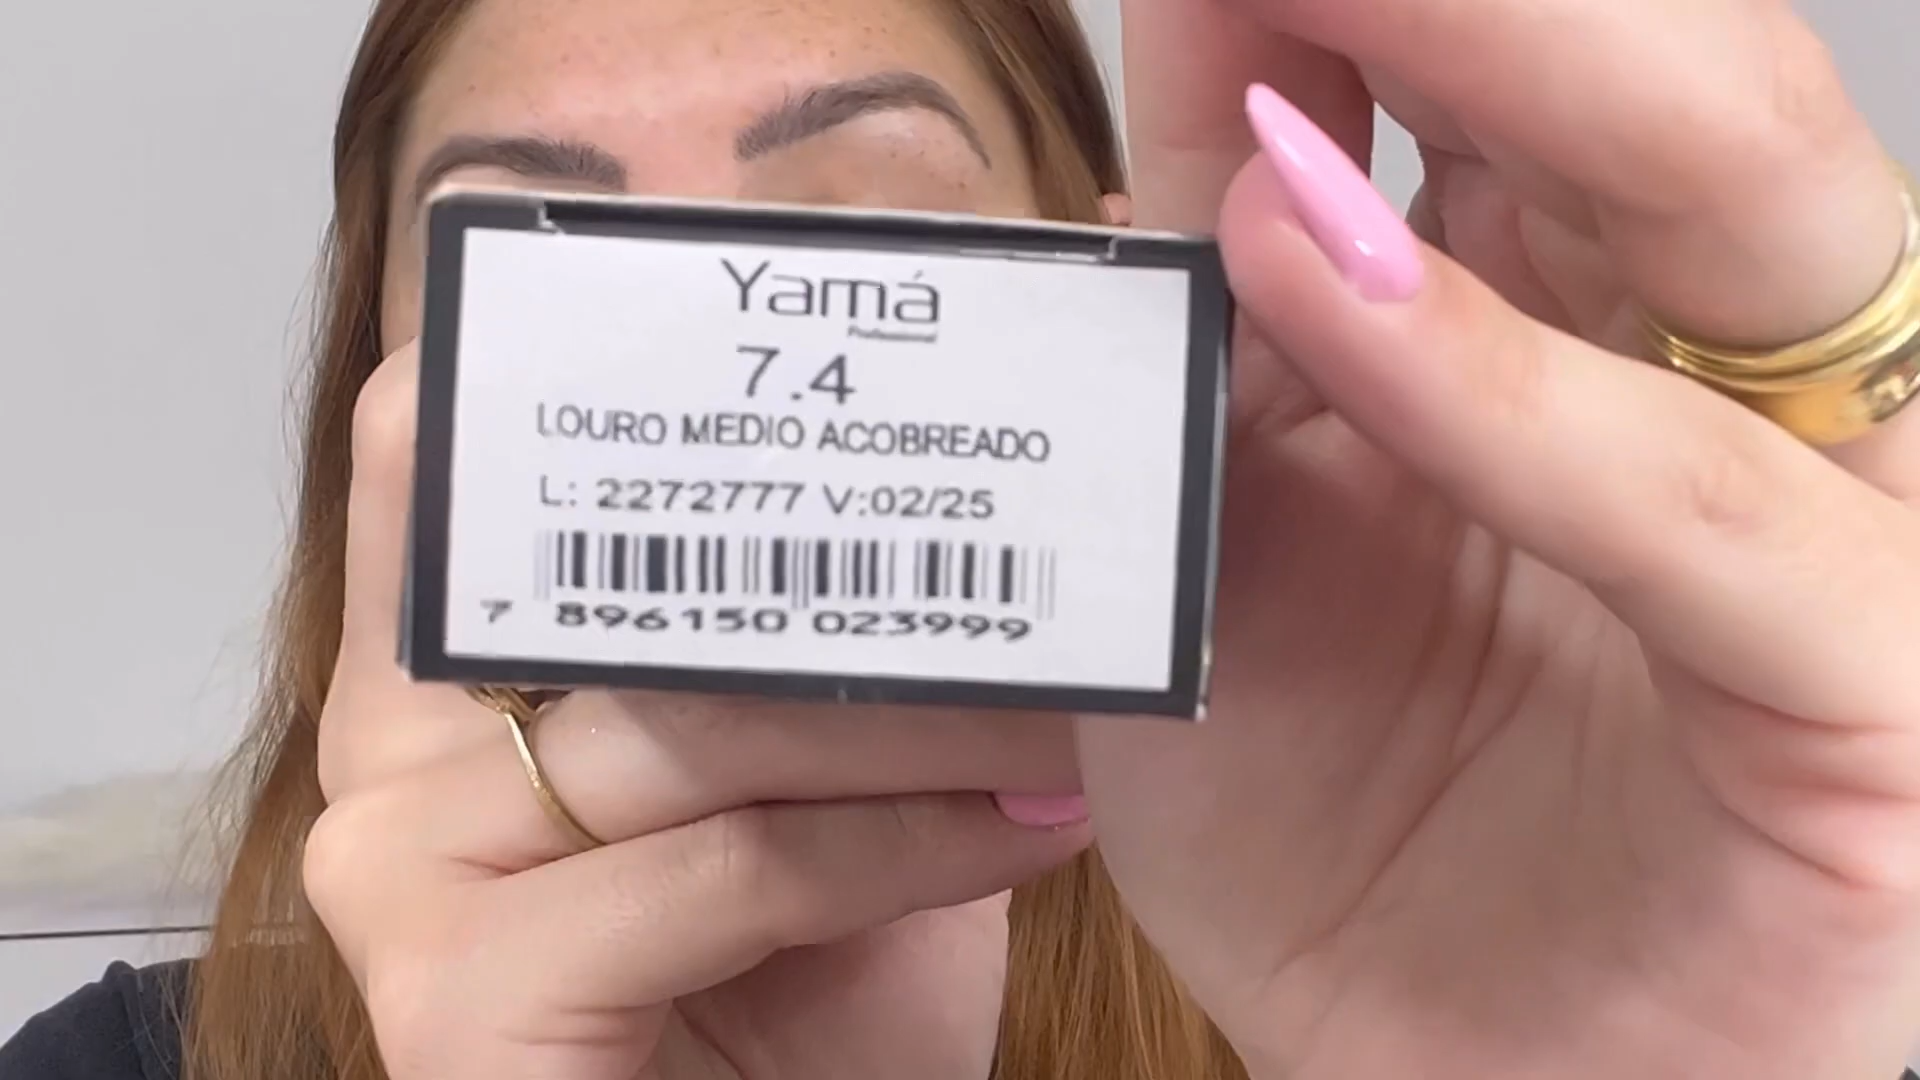 Yamá
Professional
7.4
LOURO MEDIO ACOBREADO
L: 2272777 V:02/25
7 896150 023999